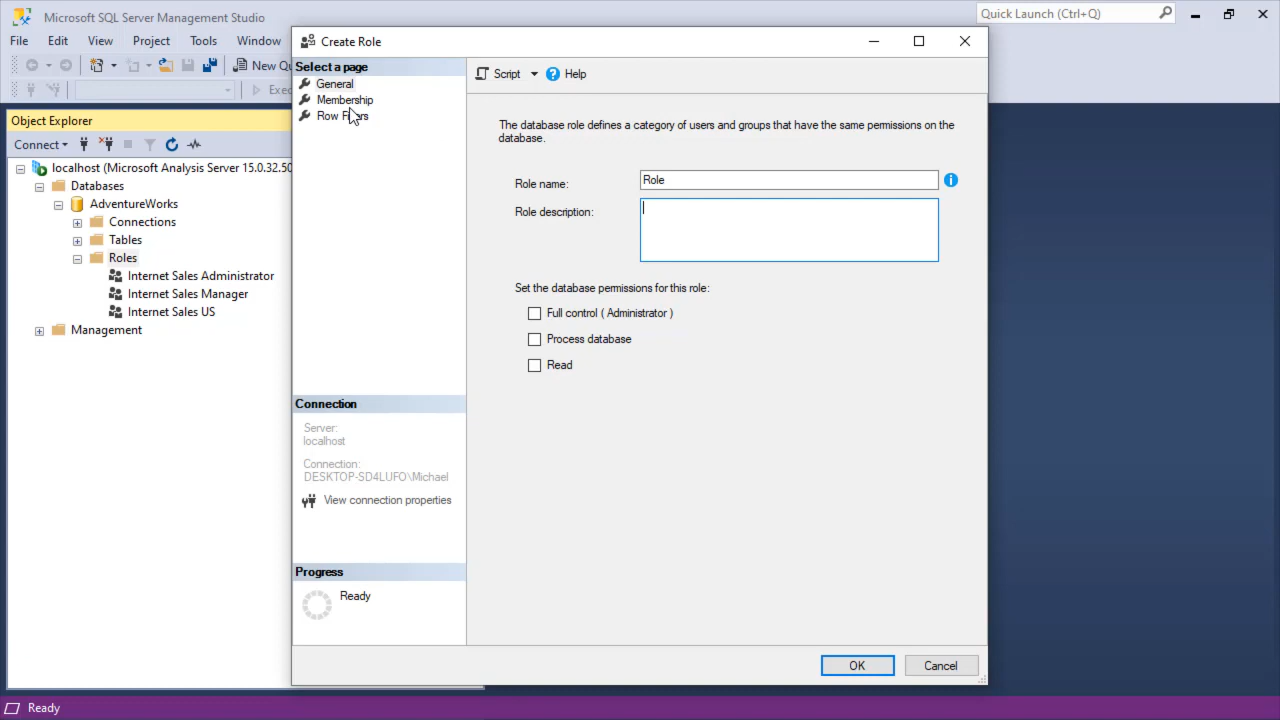 Microsoft SQL Server Management Studio
Quick Launch (Ctrl+Q)
File Edit View Project Tools Window
New Qu
Exec
Object Explorer
Connect
localhost (Microsoft Analysis Server 15.0.32.50
Databases
AdventureWorks
Connections
Tables
Roles
Internet Sales Administrator
Internet Sales Manager
Internet Sales US
Management
Create Role
Select a page
General
Membership
Row
Connection
Server:
localhost
Connection:
DESKTOP-SD4LUFO\Michael
View connection properties
Progress
Ready
Script Help
The database role defines a category of users and groups that have the same permissions on the
database.
Role name: Role
Role description:
Set the database permissions for this role:
Full control ( Administrator )
Process database
Read
OK Cancel
Ready